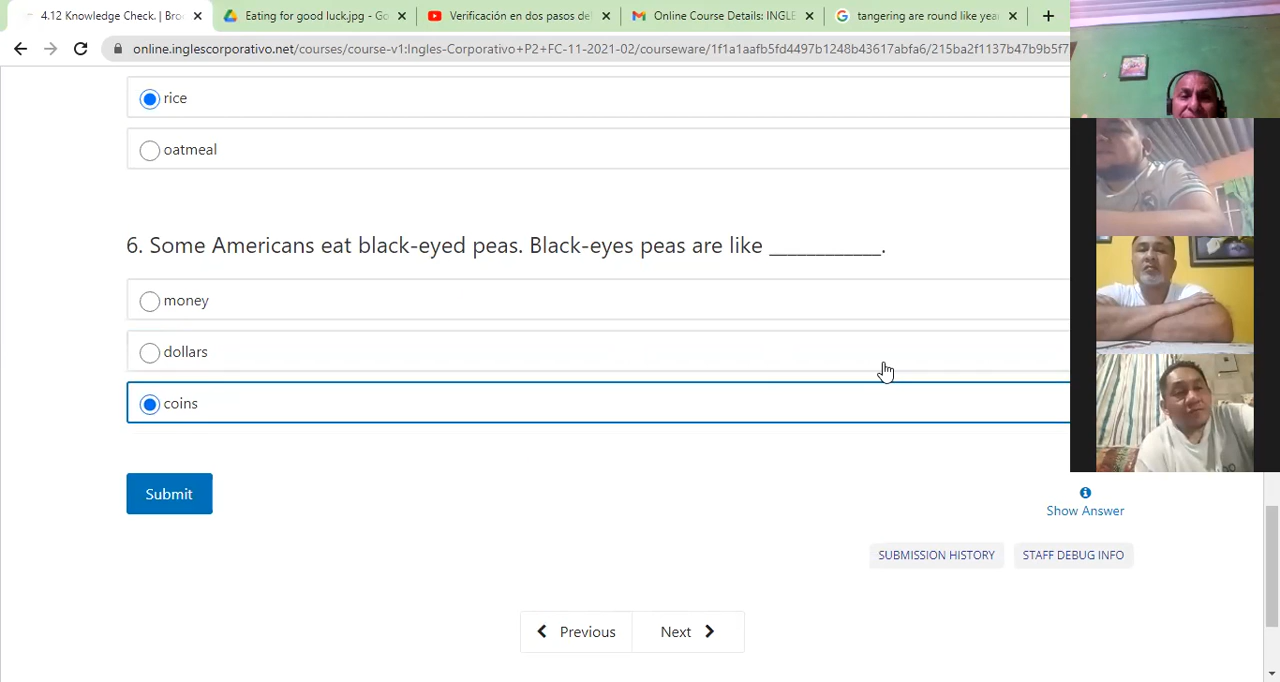 4.12 Knowledge Check. | Bro
Eating for good luck.jpg - Go
Verificación en dos pasos de
Online Course Details: INGLE
tangering are round like yea
online.inglescorporativo.net/courses/course-v1:Ingles-Corporativo+P2+FC-11-2021-02/courseware/1f1a1aafb5fd4497b1248b43617abfa6/215ba2f1137b47b9b5f7
rice
oatmeal
6. Some Americans eat black-eyed peas. Black-eyes peas are like ____________.
money
dollars
coins
Submit
Show Answer
SUBMISSION HISTORY
STAFF DEBUG INFO
Previous
Next